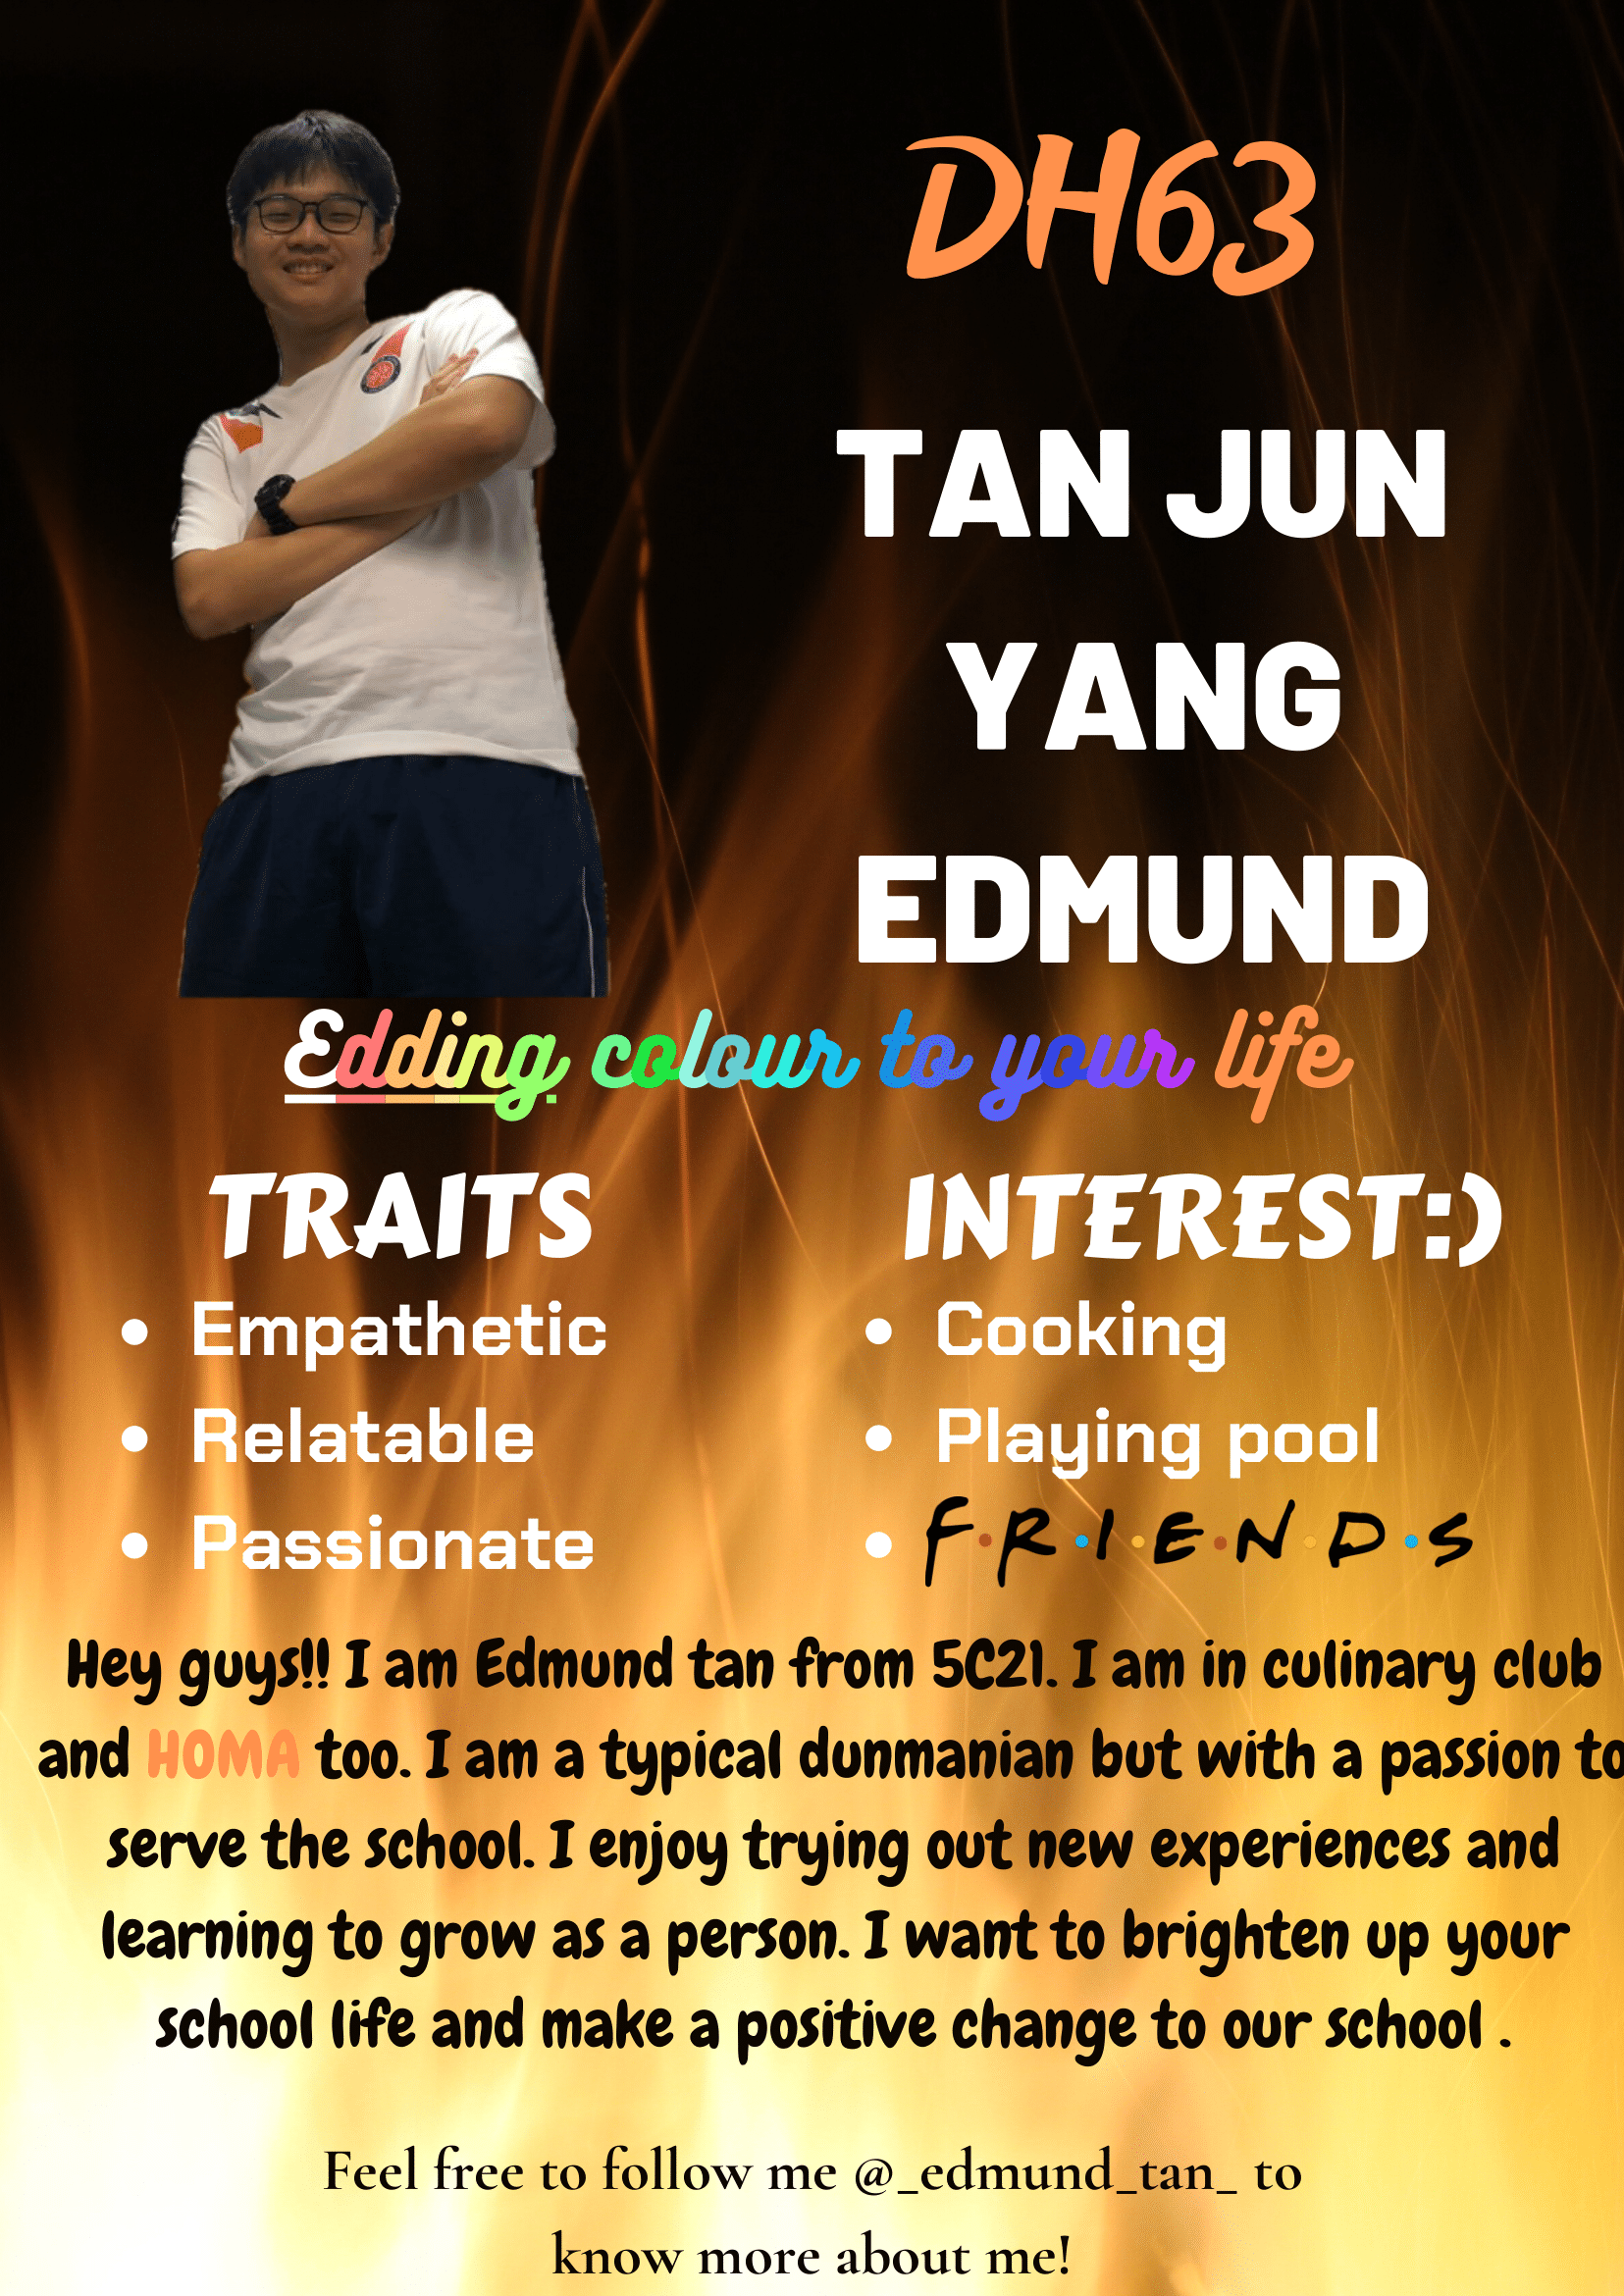 DH63
TAN JUN
YANG
EDMUND
Edding colour to your life
TRAITS
• Empathetic
• Relatable
• Passionate
INTEREST:)
• Cooking
• Playing pool
• F•R•I•E•N•D•S
Hey guys!! I am Edmund tan from 5C21. I am in culinary club
and HOMA too. I am a typical dunmanian but with a passion to
serve the school. I enjoy trying out new experiences and
learning to grow as a person. I want to brighten up your
school life and make a positive change to our school .
Feel free to follow me @_edmund_tan_ to
know more about me!